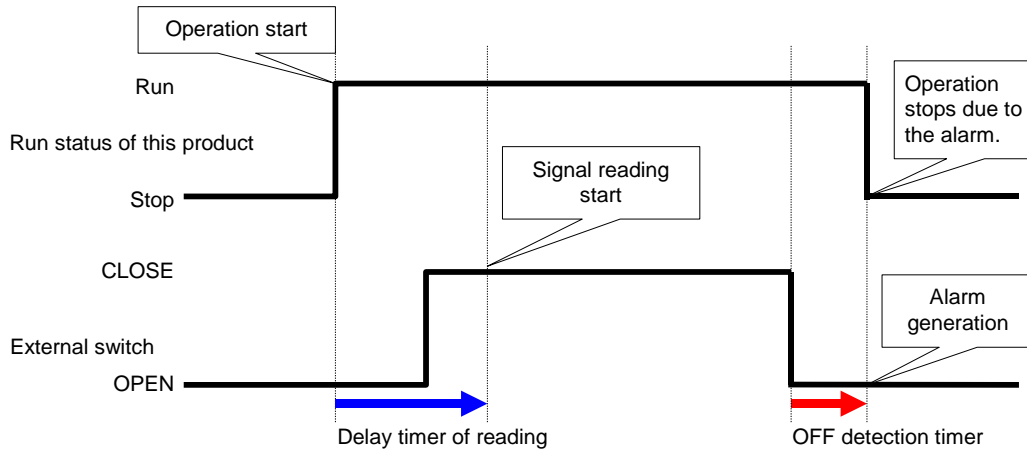 Operation start
Run
Operation
stops due to
the alarm.
Run status of this product
Signal reading
start
Stop
CLOSE
Alarm
generation
External switch
OPEN
Delay timer of reading
OFF detection timer